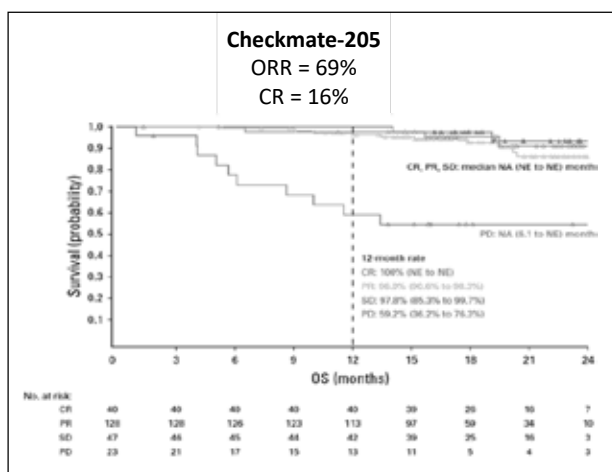 Checkmate-205
ORR = 69%
CR = 16%
Survival (probability)
1.0
0.9
0.8
0.7
0.6
0.5
0.4
0.3
0.2
0.1
CR, PR, SD: median NA (NE to NE) months
PD: NA (6.1 to NE) months
12-month rate
CR: 100% (NE to NE)
PR:
SD: 97.8% (85.3% to 99.7%)
PD: 59.2% (36.2% to 76.3%)
0 3 6 9 12 15 18 21 24
OS (months)
No. at risk:
CR 40 40 40 40 40 39 26 16 7
PR 128 128 126 123 113 97 59 34 10
SD 47 46 45 44 42 39 25 16 3
PD 23 21 17 15 13 11 5 4 3